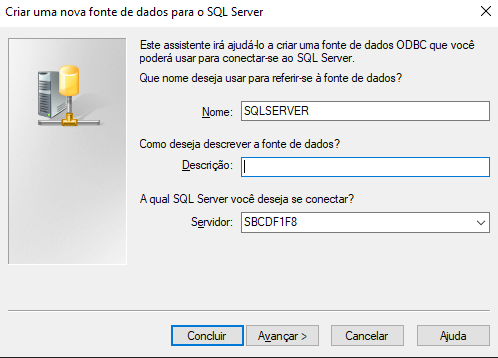 Criar uma nova fonte de dados para o SQL Server
Este assistente irá ajudá-lo a criar uma fonte de dados ODBC que você
poderá usar para conectar-se ao SQL Server.
Que nome deseja usar para referir-se à fonte de dados?
Nome: SQLSERVER
Como deseja descrever a fonte de dados?
Descrição:
A qual SQL Server você deseja se conectar?
Servidor: SBCDF1F8
Concluir Avançar > Cancelar Ajuda